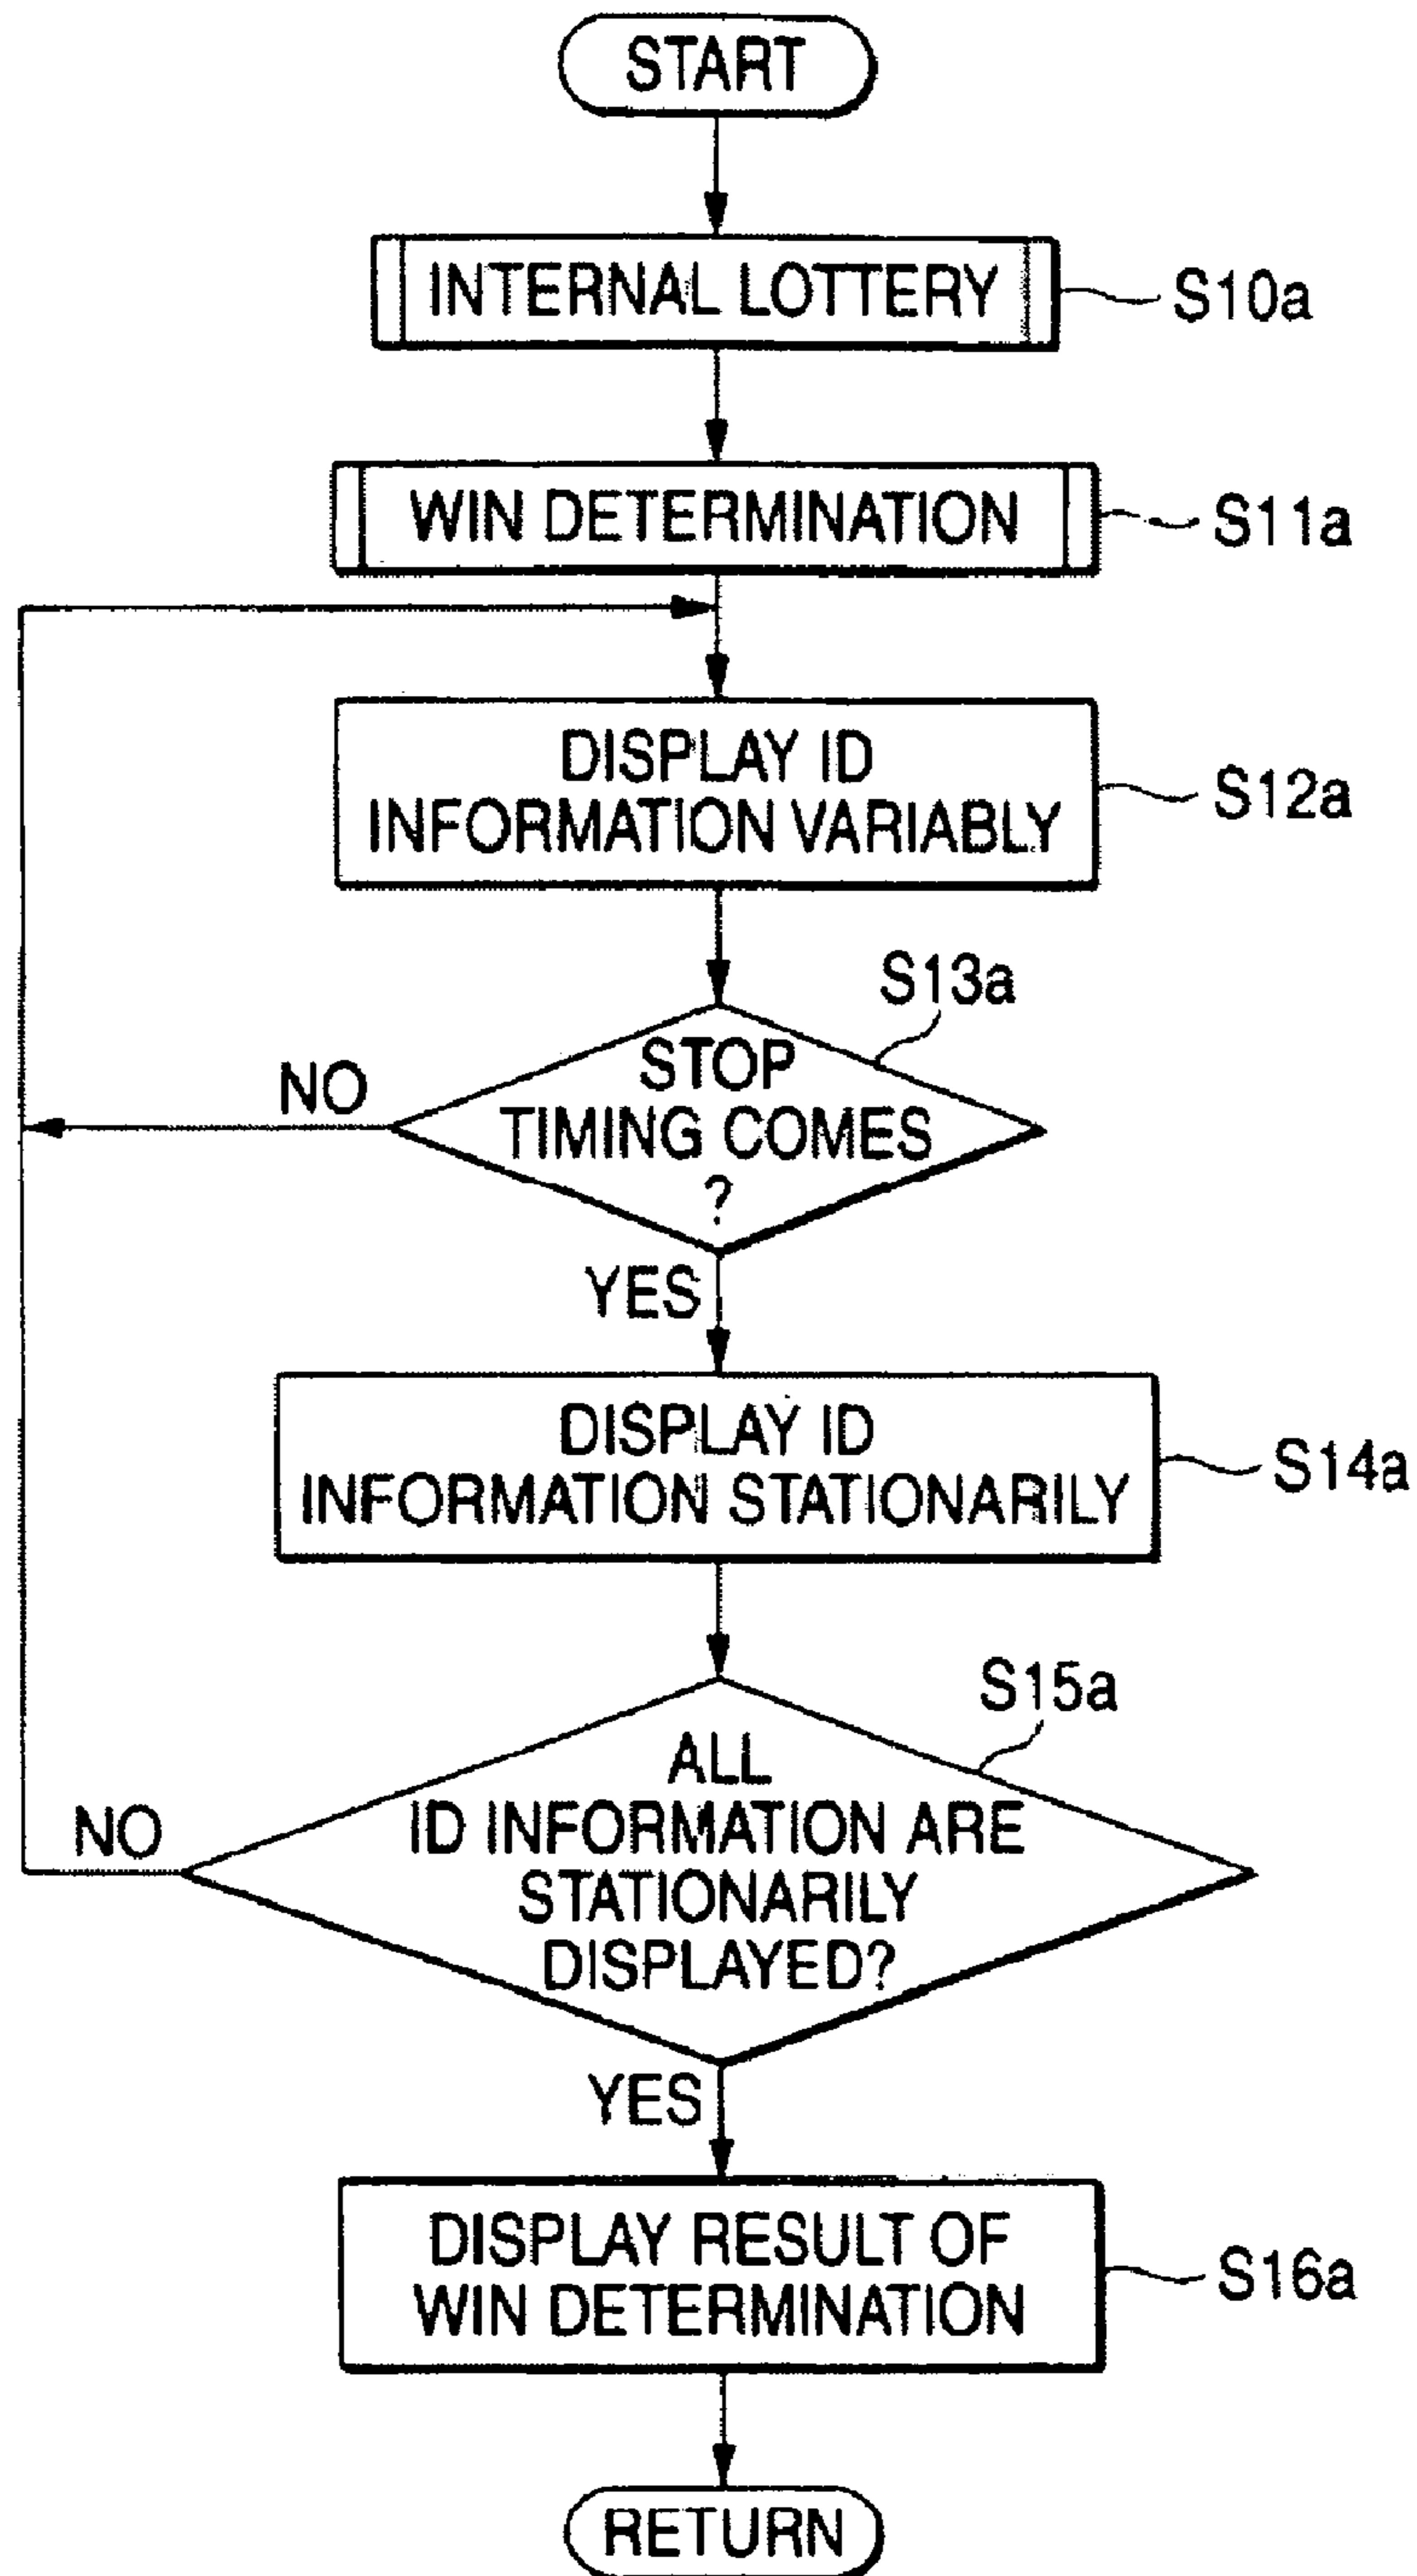 START
INTERNAL LOTTERY
S10a
WIN DETERMINATION
S11a
DISPLAY ID
INFORMATION VARIABLY
S12a
S13a
STOP
TIMING COMES
?
NO
YES
DISPLAY ID
INFORMATION STATIONARILY
S14a
S15a
ALL
ID INFORMATION ARE
STATIONARILY
DISPLAYED?
NO
YES
DISPLAY RESULT OF
WIN DETERMINATION
S16a
RETURN